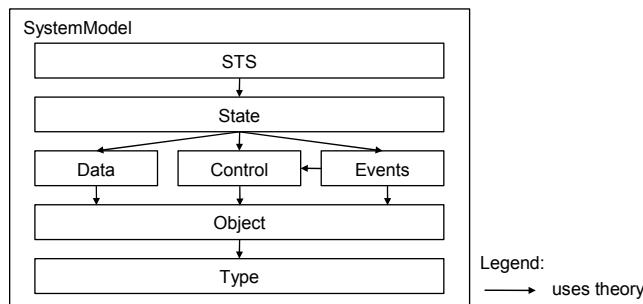 SystemModel
STS
State
Data Control Events
Object
Type
Legend:
uses theory